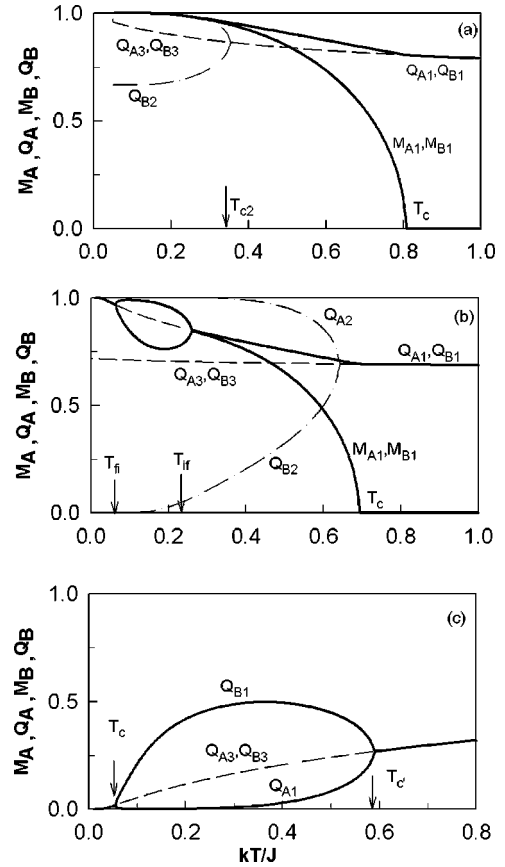 (a)
M_A, Q_A, M_B, Q_B
1.0
0.5
0.0
Q_A3, Q_B3
Q_B2
Q_A1, Q_B1
M_A1, M_B1
T_c2
T_c
0.0 0.2 0.4 0.6 0.8 1.0
(b)
M_A, Q_A, M_B, Q_B
1.0
0.5
0.0
Q_A2
Q_A1, Q_B1
Q_A3, Q_B3
M_A1, M_B1
Q_B2
T_fi
T_if
T_c
0.0 0.2 0.4 0.6 0.8 1.0
(c)
M_A, Q_A, M_B, Q_B
1.0
0.5
0.0
Q_B1
T_c
Q_A3, Q_B3
Q_A1
T_c'
0.0 0.2 0.4 0.6 0.8
kT/J